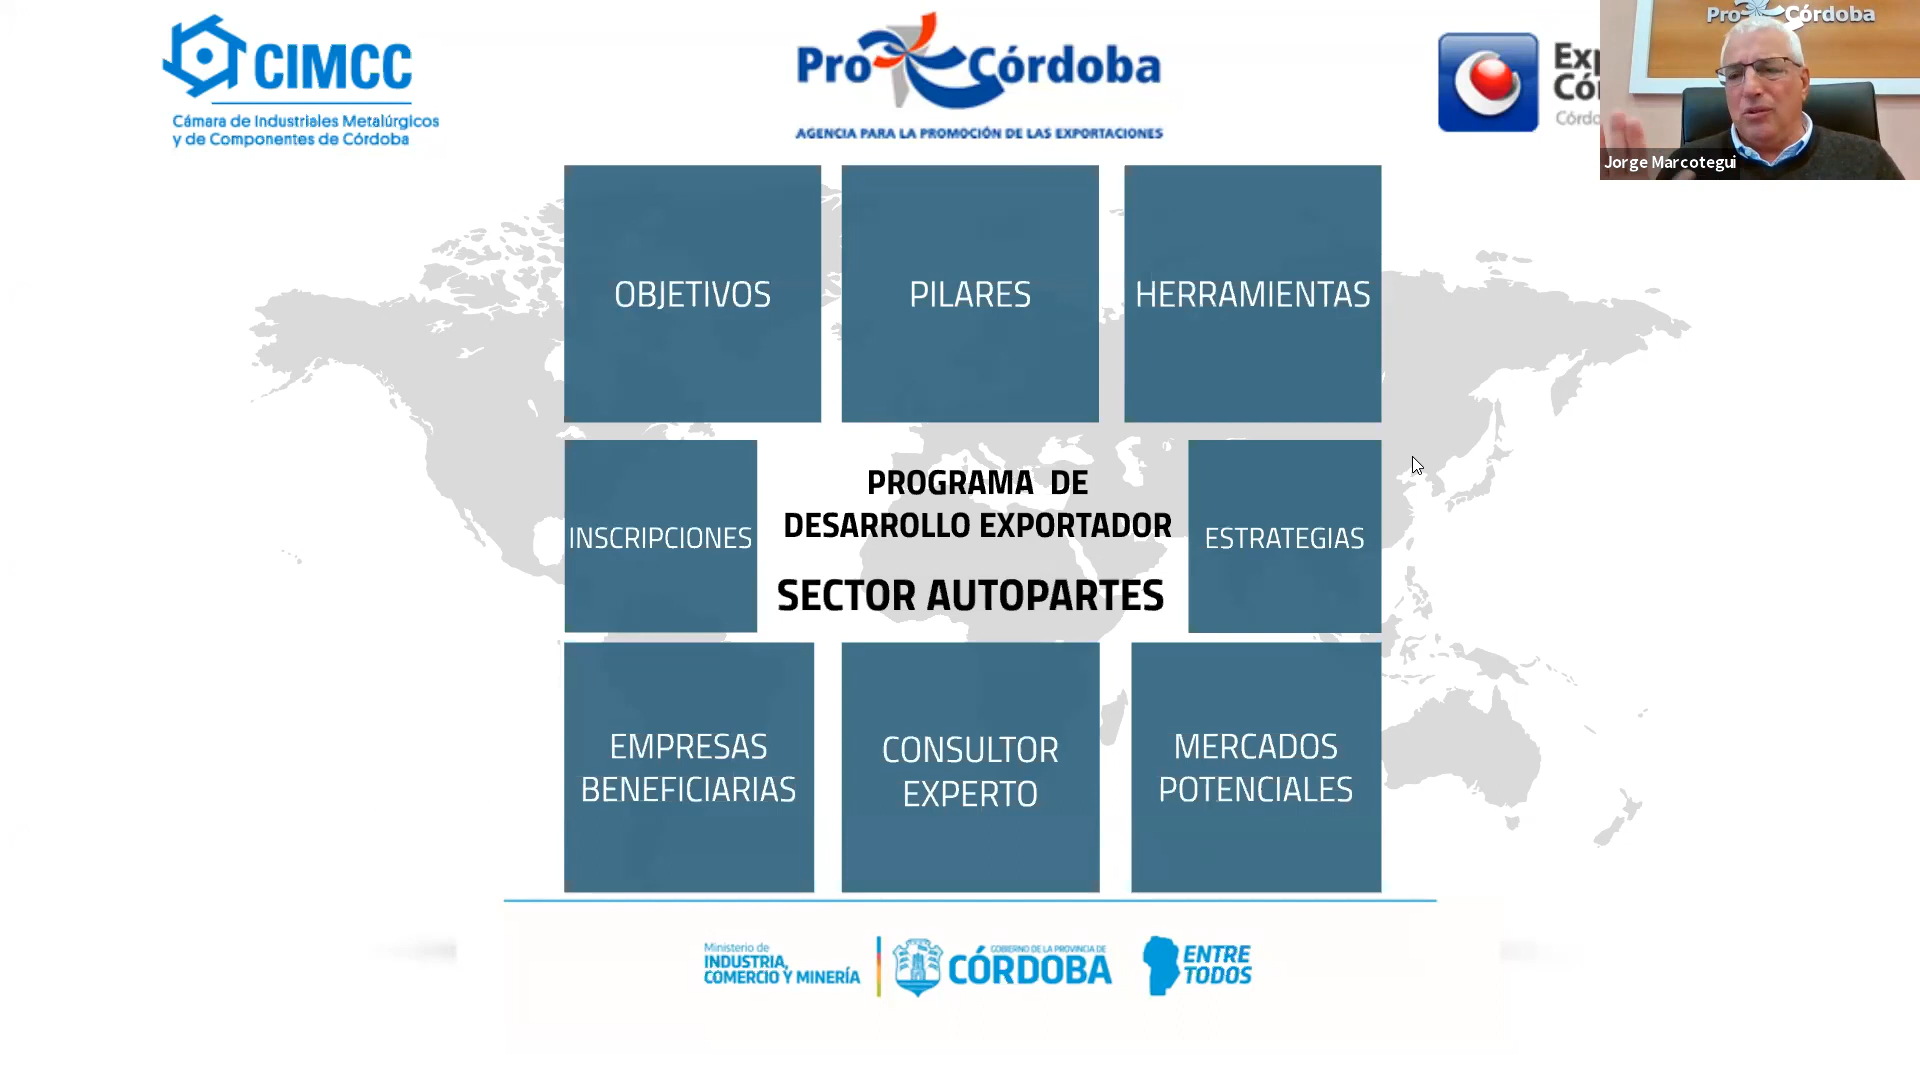 CIMCC
Cámara de Industriales Metalúrgicos
y de Componentes de Córdoba
Pro Córdoba
AGENCIA PARA LA PROMOCIÓN DE LAS EXPORTACIONES
Pro Córdoba
Jorge Marcotegui
OBJETIVOS
PILARES
HERRAMIENTAS
INSCRIPCIONES
PROGRAMA DE
DESARROLLO EXPORTADOR
SECTOR AUTOPARTES
ESTRATEGIAS
EMPRESAS
BENEFICIARIAS
CONSULTOR
EXPERTO
MERCADOS
POTENCIALES
Ministerio de
INDUSTRIA,
COMERCIO Y MINERÍA
GOBIERNO DE LA PROVINCIA DE
CÓRDOBA
ENTRE
TODOS